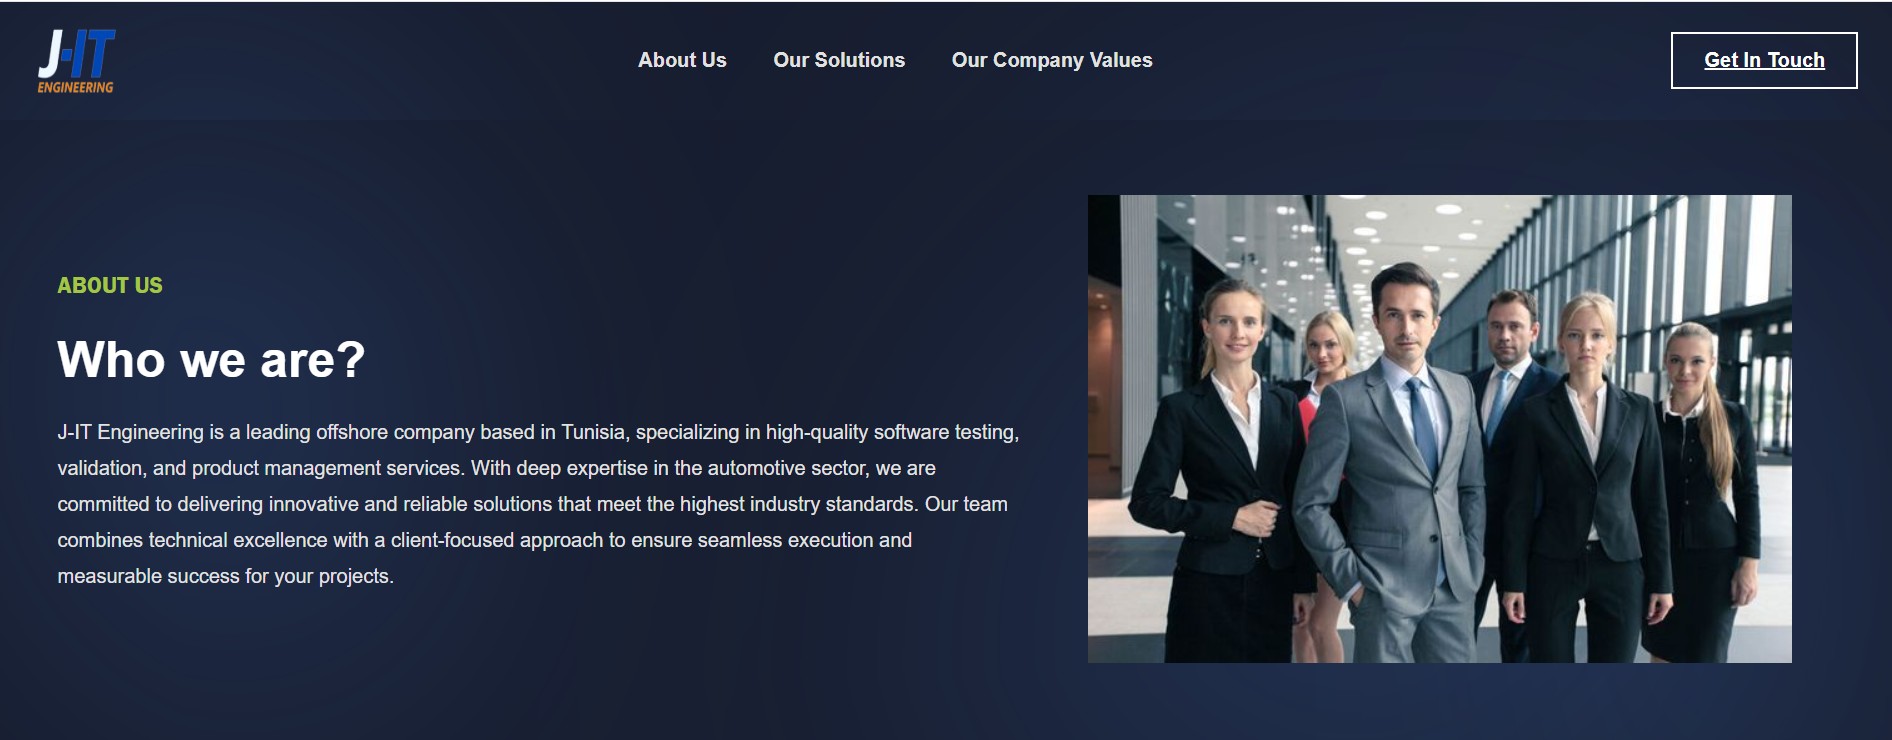 J-IT
ENGINEERING
About Us
Our Solutions
Our Company Values
Get In Touch
ABOUT US
Who we are?
J-IT Engineering is a leading offshore company based in Tunisia, specializing in high-quality software testing,
validation, and product management services. With deep expertise in the automotive sector, we are
committed to delivering innovative and reliable solutions that meet the highest industry standards. Our team
combines technical excellence with a client-focused approach to ensure seamless execution and
measurable success for your projects.